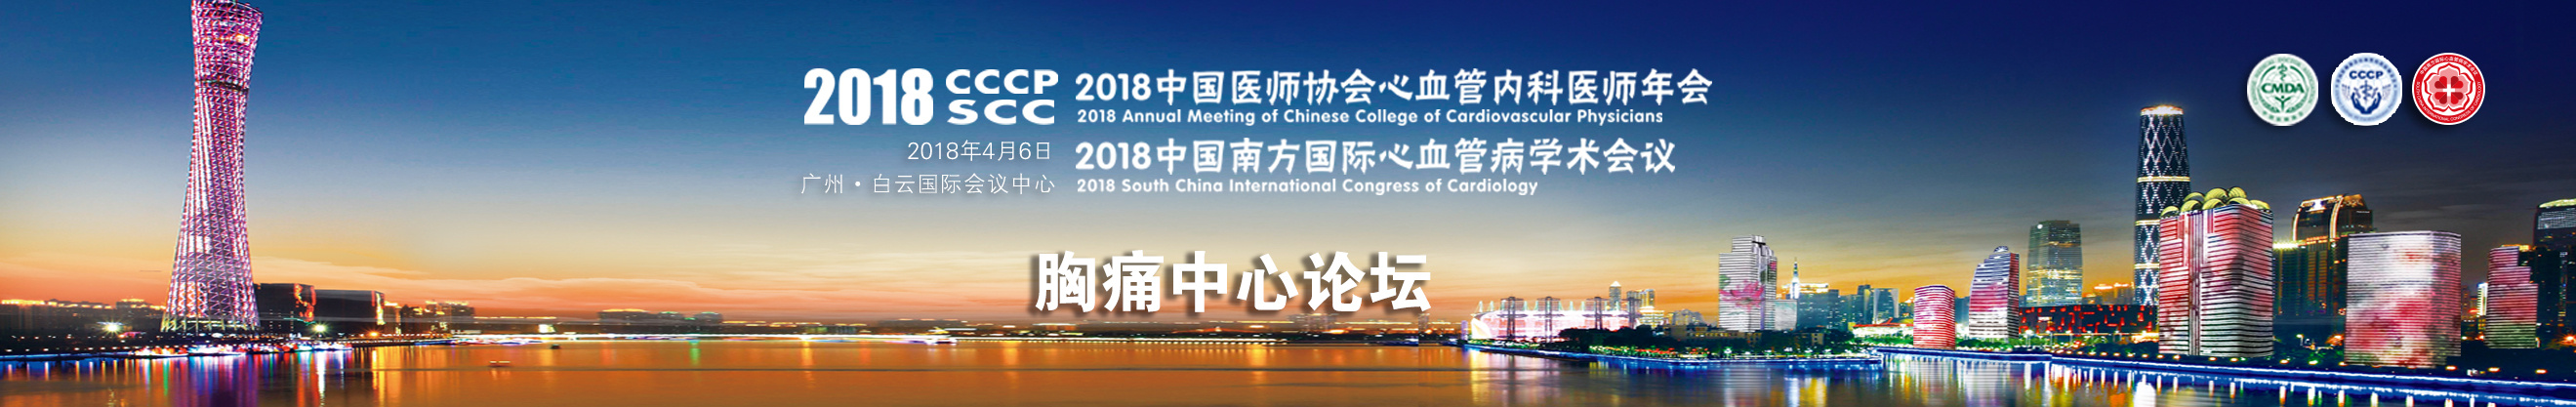 2018 CCCP SCC
2018年4月6日
广州·白云国际会议中心
2018中国医师协会心血管内科医师年会
2018 Annual Meeting of Chinese College of Cardiovascular Physicians
2018中国南方国际心血管病学术会议
2018 South China International Congress of Cardiology
胸痛中心论坛
CMDA
CCCP